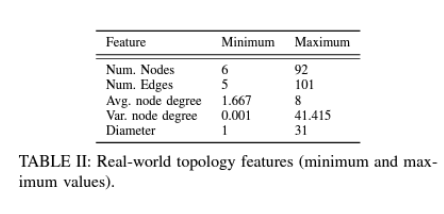 Feature Minimum Maximum
Num. Nodes 6 92
Num. Edges 5 101
Avg. node degree 1.667 8
Var. node degree 0.001 41.415
Diameter 1 31
TABLE II: Real-world topology features (minimum and max-
imum values).